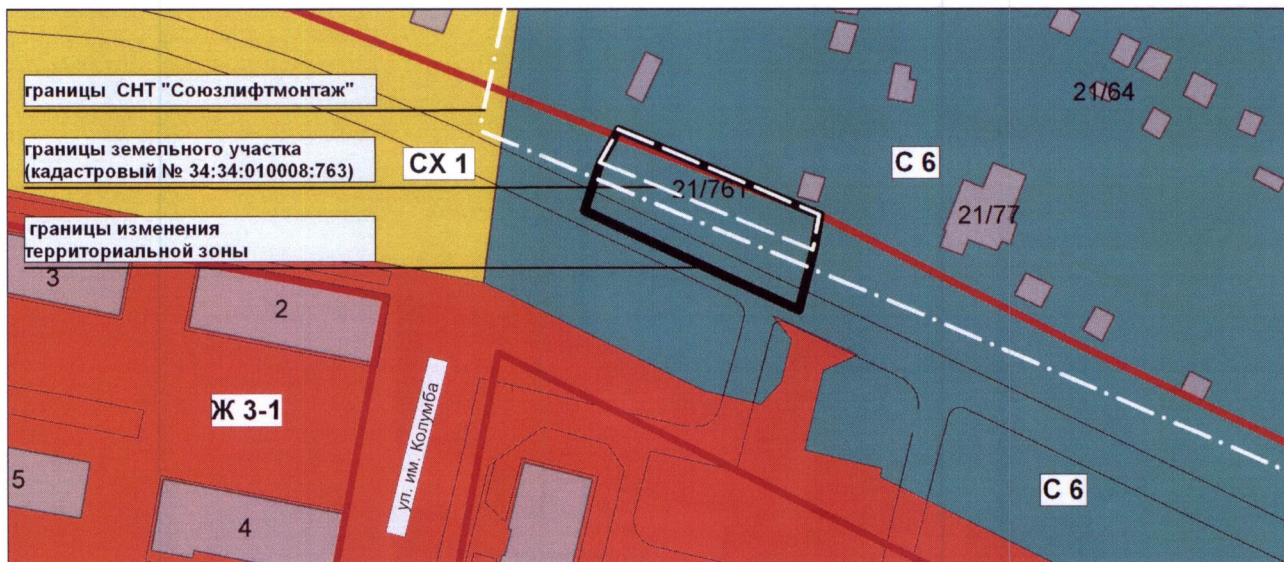 границы СНТ "Союзлифтмонтаж"
границы земельного участка
(кадастровый № 34:34:010008:763)
границы изменения
территориальной зоны
СХ 1
21/761
С 6
21/64
21/77
3
2
Ж 3-1
ул. им. Колумба
5
4
С 6